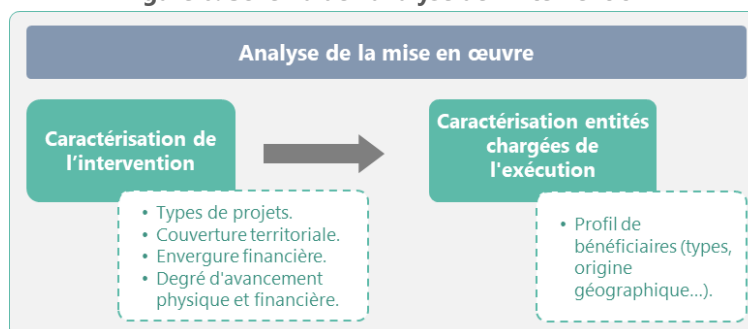 Analyse de la mise en œuvre
Caractérisation de
l'intervention
Caractérisation entités
chargées de
l'exécution
• Types de projets.
• Couverture territoriale.
• Envergure financière.
• Degré d'avancement
physique et financière.
• Profil de
bénéficiaires (types,
origine
géographique...).